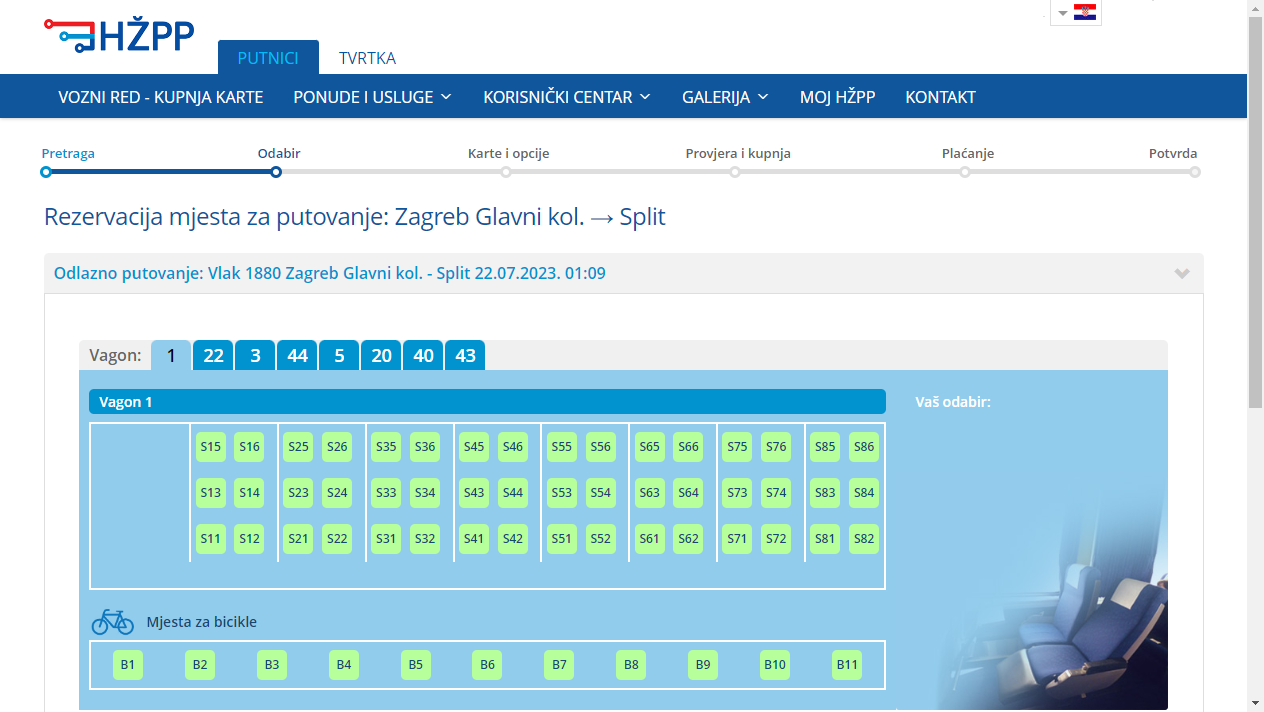 HŽPP
PUTNICI TVRTKA
VOZNI RED - KUPNJA KARTE PONUDE I USLUGE KORISNIČKI CENTAR GALERIJA MOJ HŽPP KONTAKT
Pretraga Odabir Karte i opcije Provjera i kupnja Plaćanje Potvrda
Rezervacija mjesta za putovanje: Zagreb Glavni kol. → Split
Odlazno putovanje: Vlak 1880 Zagreb Glavni kol. - Split 22.07.2023. 01:09
Vagon: 1 22 3 44 5 20 40 43
Vagon 1 Vaš odabir:
S15 S16 S25 S26 S35 S36 S45 S46 S55 S56 S65 S66 S75 S76 S85 S86
S13 S14 S23 S24 S33 S34 S43 S44 S53 S54 S63 S64 S73 S74 S83 S84
S11 S12 S21 S22 S31 S32 S41 S42 S51 S52 S61 S62 S71 S72 S81 S82
Mjesta za bicikle
B1 B2 B3 B4 B5 B6 B7 B8 B9 B10 B11